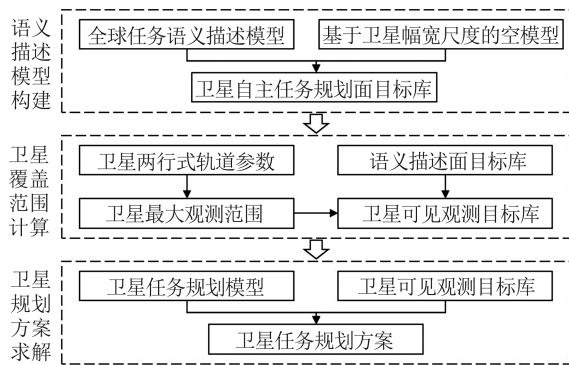 语义描述模型构建
全球任务语义描述模型
基于卫星幅宽尺度的空模型
卫星自主任务规划面目标库
卫星覆盖范围计算
卫星两行式轨道参数
语义描述面目标库
卫星最大观测范围
卫星可见观测目标库
卫星规划方案求解
卫星任务规划模型
卫星可见观测目标库
卫星任务规划方案